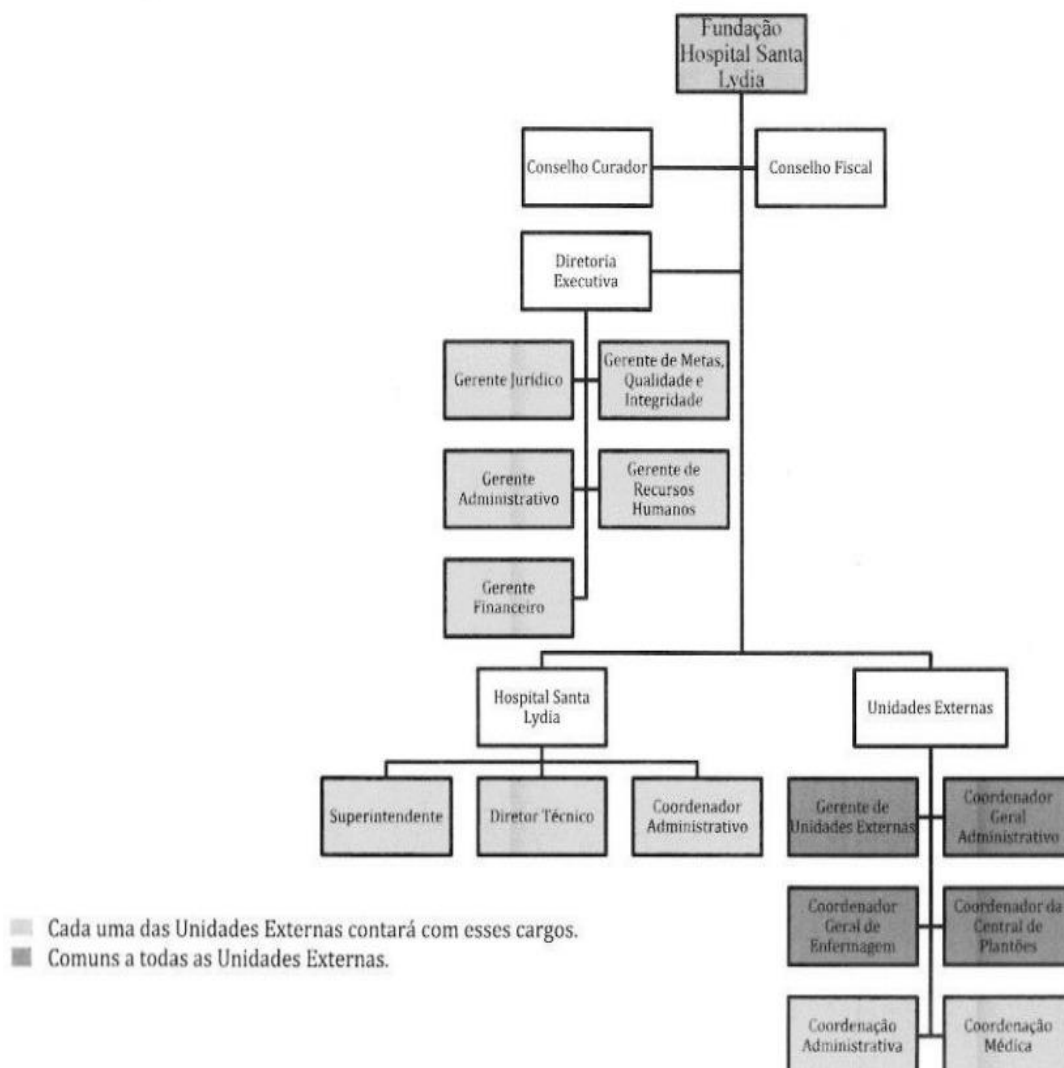 Fundação
Hospital Santa
Lydia
Conselho Curador
Conselho Fiscal
Diretoria
Executiva
Gerente Jurídico
Gerente de Metas,
Qualidade e
Integridade
Gerente
Administrativo
Gerente de
Recursos
Humanos
Gerente
Financeiro
Hospital Santa
Lydia
Unidades Externas
Superintendente
Diretor Técnico
Coordenador
Administrativo
Gerente de
Unidades Externas
Coordenador
Geral
Administrativo
Coordenador
Geral de
Enfermagem
Coordenador da
Central de
Plantões
Coordenação
Administrativa
Coordenação
Médica
Cada uma das Unidades Externas contará com esses cargos.
Comuns a todas as Unidades Externas.